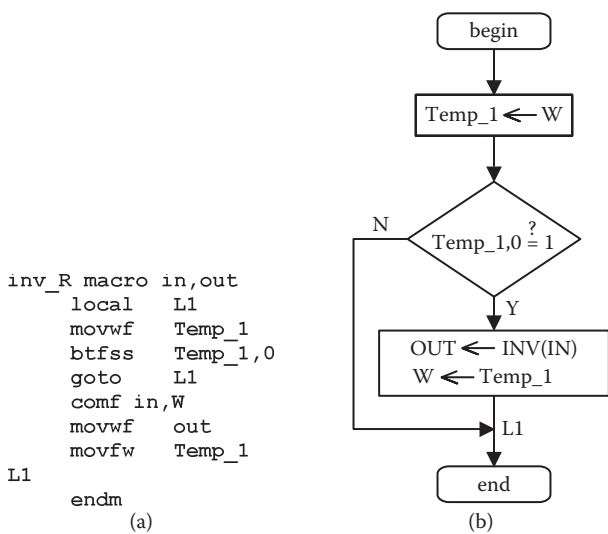 inv_R macro in,out
local L1
movwf Temp_1
btfss Temp_1,0
goto L1
comf in,W
movwf out
movfw Temp_1
L1
endm
(a)
begin
Temp_1 ← W
N
Temp_1,0 ?= 1
Y
OUT ← INV(IN)
W ← Temp_1
L1
end
(b)